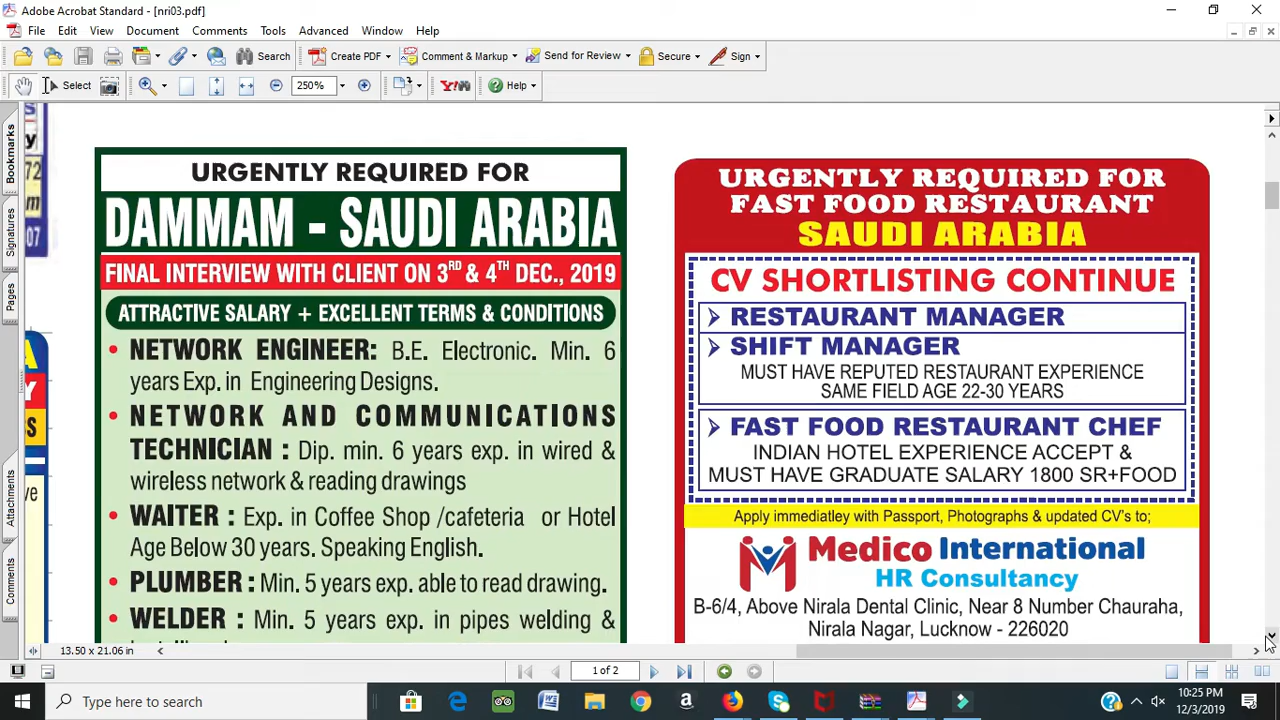 Adobe Acrobat Standard - [nri03.pdf]
File Edit View Document Comments Tools Advanced Window Help
Search Create PDF Comment & Markup Send for Review Secure Sign
Select 250% Y! Help
Bookmarks
Signatures
Pages
Attachments
Comments
s
y
72
m
07
A
Y
S
ve
URGENTLY REQUIRED FOR
DAMMAM - SAUDI ARABIA
FINAL INTERVIEW WITH CLIENT ON 3RD & 4TH DEC., 2019
ATTRACTIVE SALARY + EXCELLENT TERMS & CONDITIONS
• NETWORK ENGINEER: B.E. Electronic. Min. 6
years Exp. in Engineering Designs.
• NETWORK AND COMMUNICATIONS
TECHNICIAN : Dip. min. 6 years exp. in wired &
wireless network & reading drawings
• WAITER : Exp. in Coffee Shop /cafeteria or Hotel
Age Below 30 years. Speaking English.
• PLUMBER : Min. 5 years exp. able to read drawing.
• WELDER : Min. 5 years exp. in pipes welding &
URGENTLY REQUIRED FOR
FAST FOOD RESTAURANT
SAUDI ARABIA
CV SHORTLISTING CONTINUE
➢ RESTAURANT MANAGER
➢ SHIFT MANAGER
MUST HAVE REPUTED RESTAURANT EXPERIENCE
SAME FIELD AGE 22-30 YEARS
➢ FAST FOOD RESTAURANT CHEF
INDIAN HOTEL EXPERIENCE ACCEPT &
MUST HAVE GRADUATE SALARY 1800 SR+FOOD
Apply immediatley with Passport, Photographs & updated CV's to;
Medico International
HR Consultancy
B-6/4, Above Nirala Dental Clinic, Near 8 Number Chauraha,
Nirala Nagar, Lucknow - 226020
13.50 x 21.06 in
1 of 2
Type here to search
10:25 PM
12/3/2019